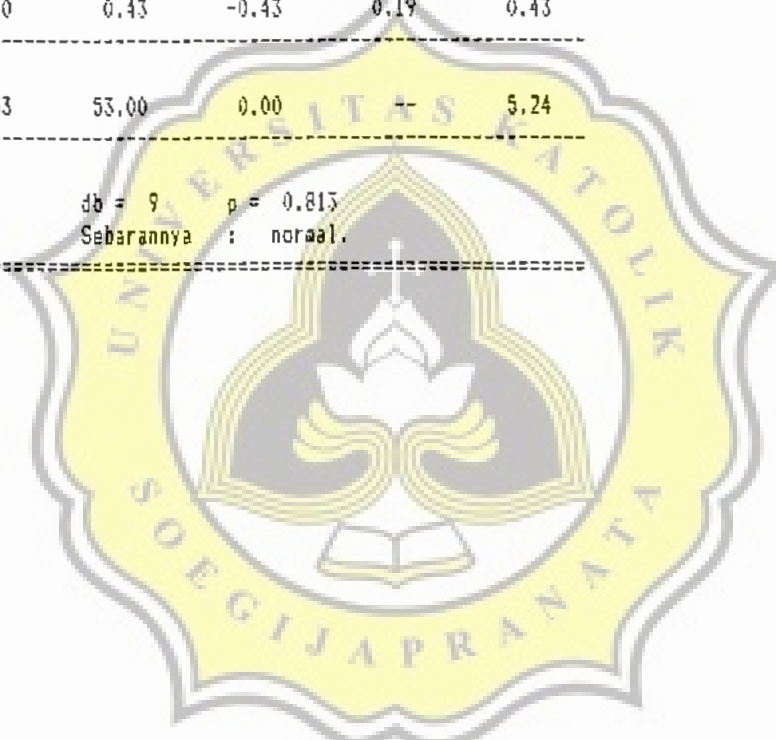 0 0.43 -0.43 0.19 0.43
3 53.00 0.00 -- 5.24
db = 9 p = 0.813
Sebarannya : normal.
UNIVERSITAS KATOLIK
SOEGIJAPRANATA